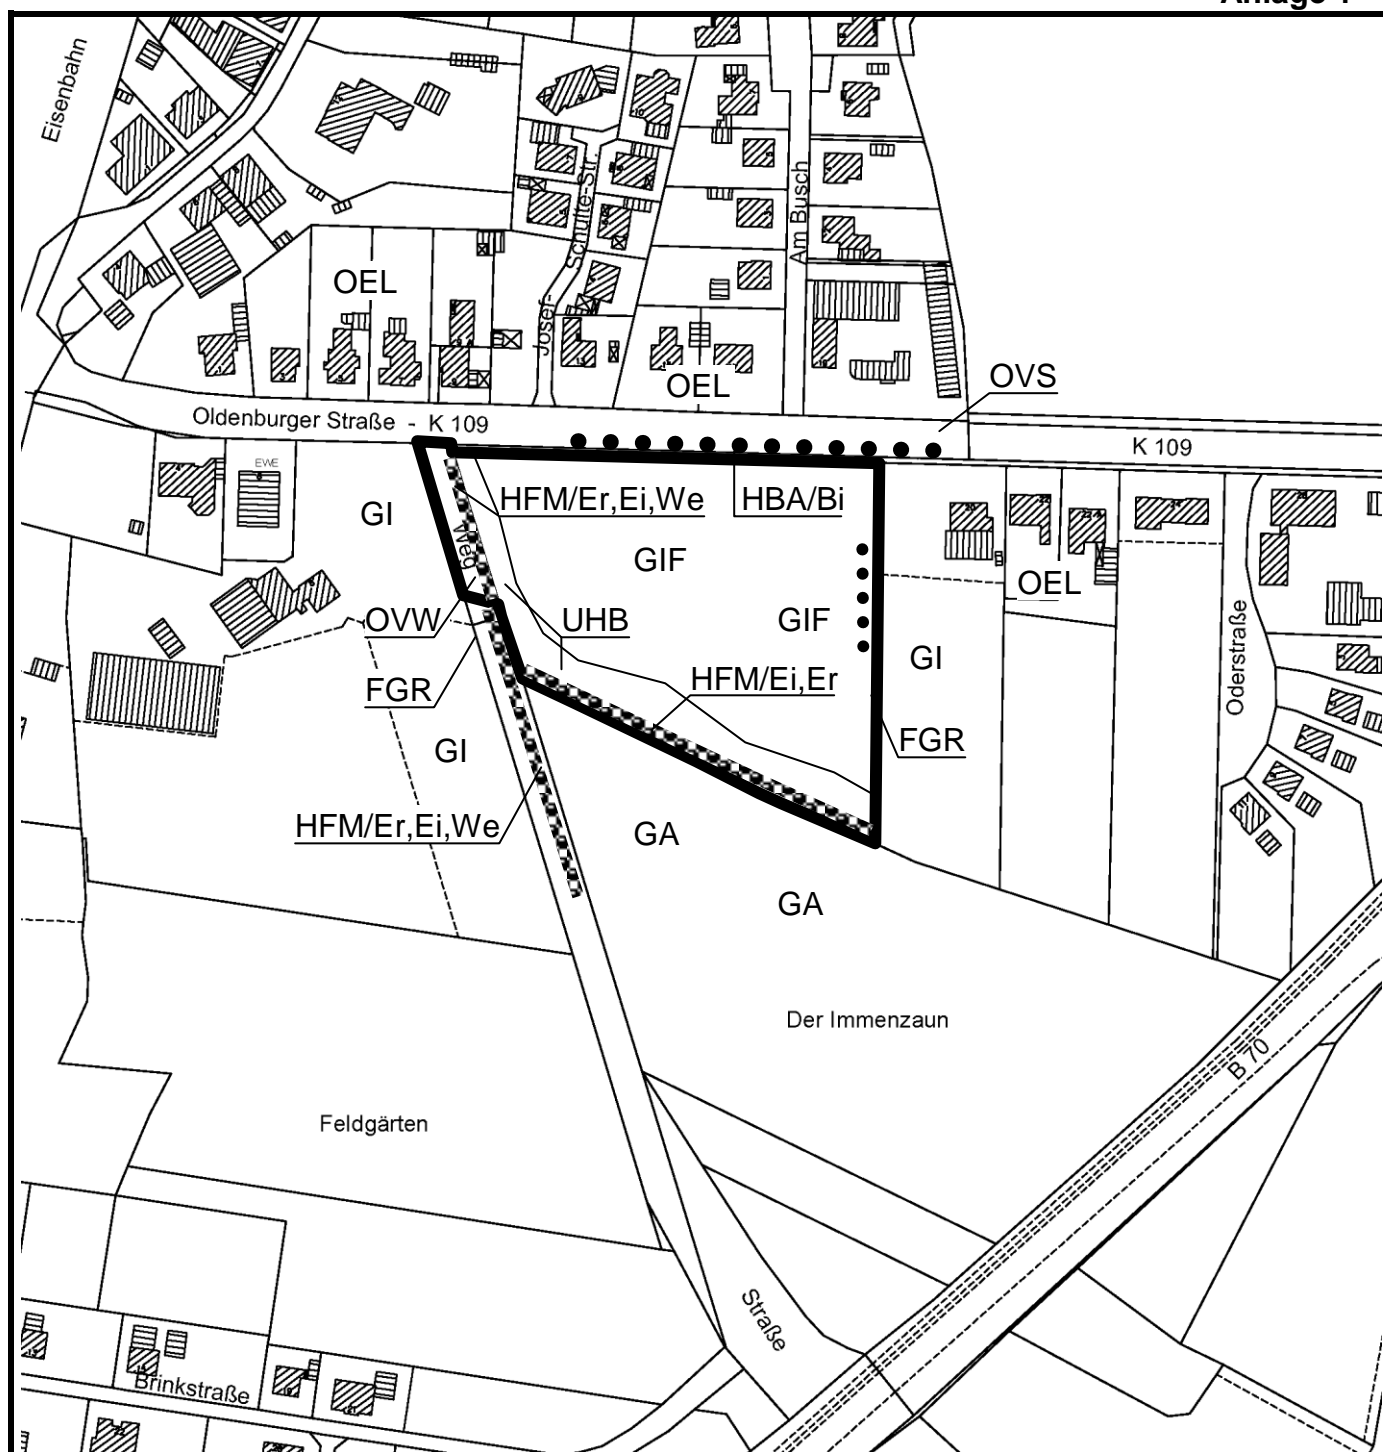 Anlage 1
Eisenbahn
Josef-Schulte-Str.
Am Busch
OEL
OEL
OVS
Oldenburger Straße - K 109
K 109
EWE
GI
Weg
HFM/Er,Ei,We
HBA/Bi
GIF
OEL
OVW
UHB
GIF
GI
Oderstraße
FGR
HFM/Ei,Er
GI
FGR
HFM/Er,Ei,We
GA
GA
Der Immenzaun
B 70
Feldgärten
Straße
Brinkstraße